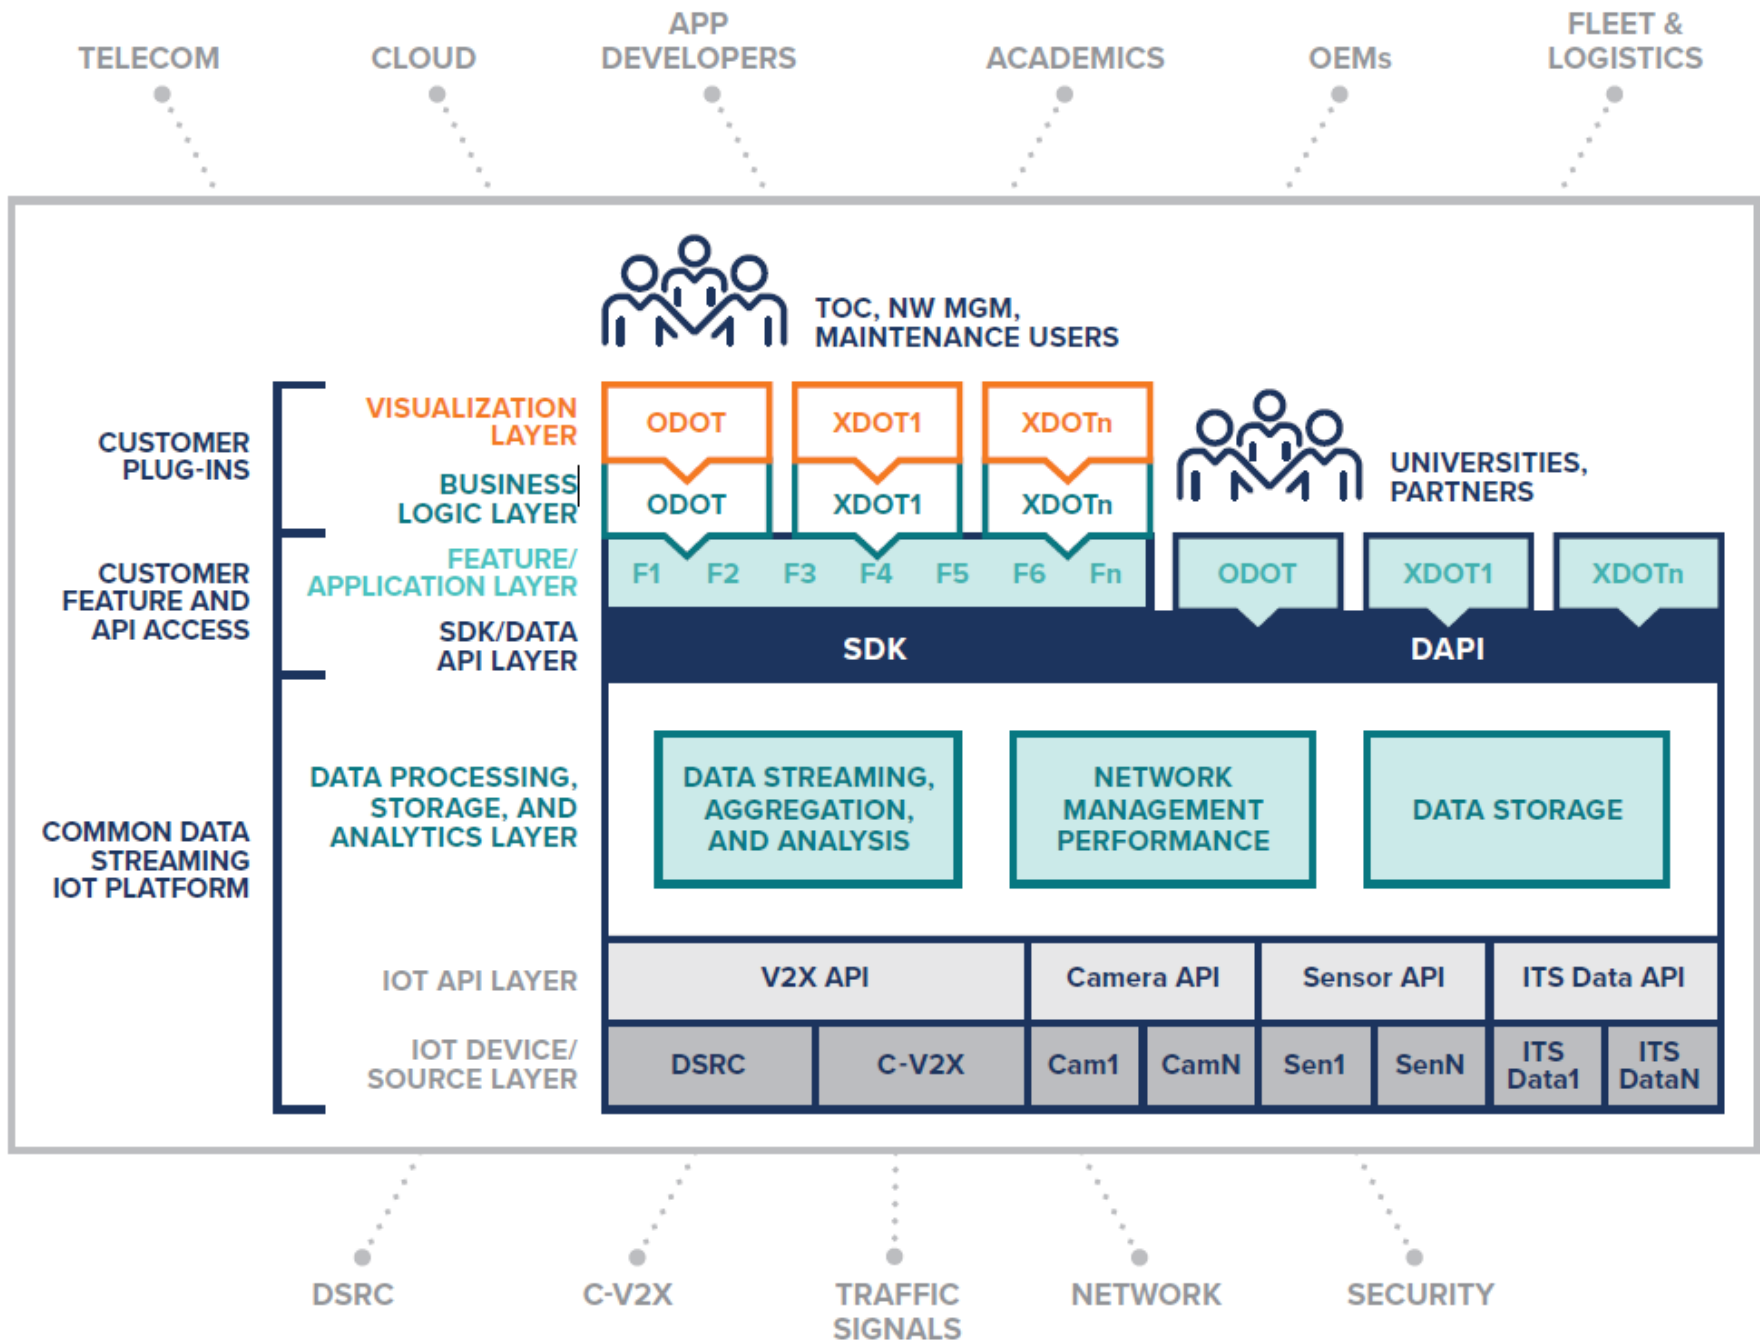 TELECOM
CLOUD
APP
DEVELOPERS
ACADEMICS
OEMs
FLEET &
LOGISTICS
TOC, NW MGM,
MAINTENANCE USERS
UNIVERSITIES,
PARTNERS
CUSTOMER
PLUG-INS
VISUALIZATION
LAYER
ODOT
XDOT1
XDOTn
BUSINESS
LOGIC LAYER
ODOT
XDOT1
XDOTn
CUSTOMER
FEATURE AND
API ACCESS
FEATURE/
APPLICATION LAYER
F1
F2
F3
F4
F5
F6
Fn
ODOT
XDOT1
XDOTn
SDK/DATA
API LAYER
SDK
DAPI
COMMON DATA
STREAMING
IOT PLATFORM
DATA PROCESSING,
STORAGE, AND
ANALYTICS LAYER
DATA STREAMING,
AGGREGATION,
AND ANALYSIS
NETWORK
MANAGEMENT
PERFORMANCE
DATA STORAGE
IOT API LAYER
V2X API
Camera API
Sensor API
ITS Data API
IOT DEVICE/
SOURCE LAYER
DSRC
C-V2X
Cam1
CamN
Sen1
SenN
ITS
Data1
ITS
DataN
DSRC
C-V2X
TRAFFIC
SIGNALS
NETWORK
SECURITY